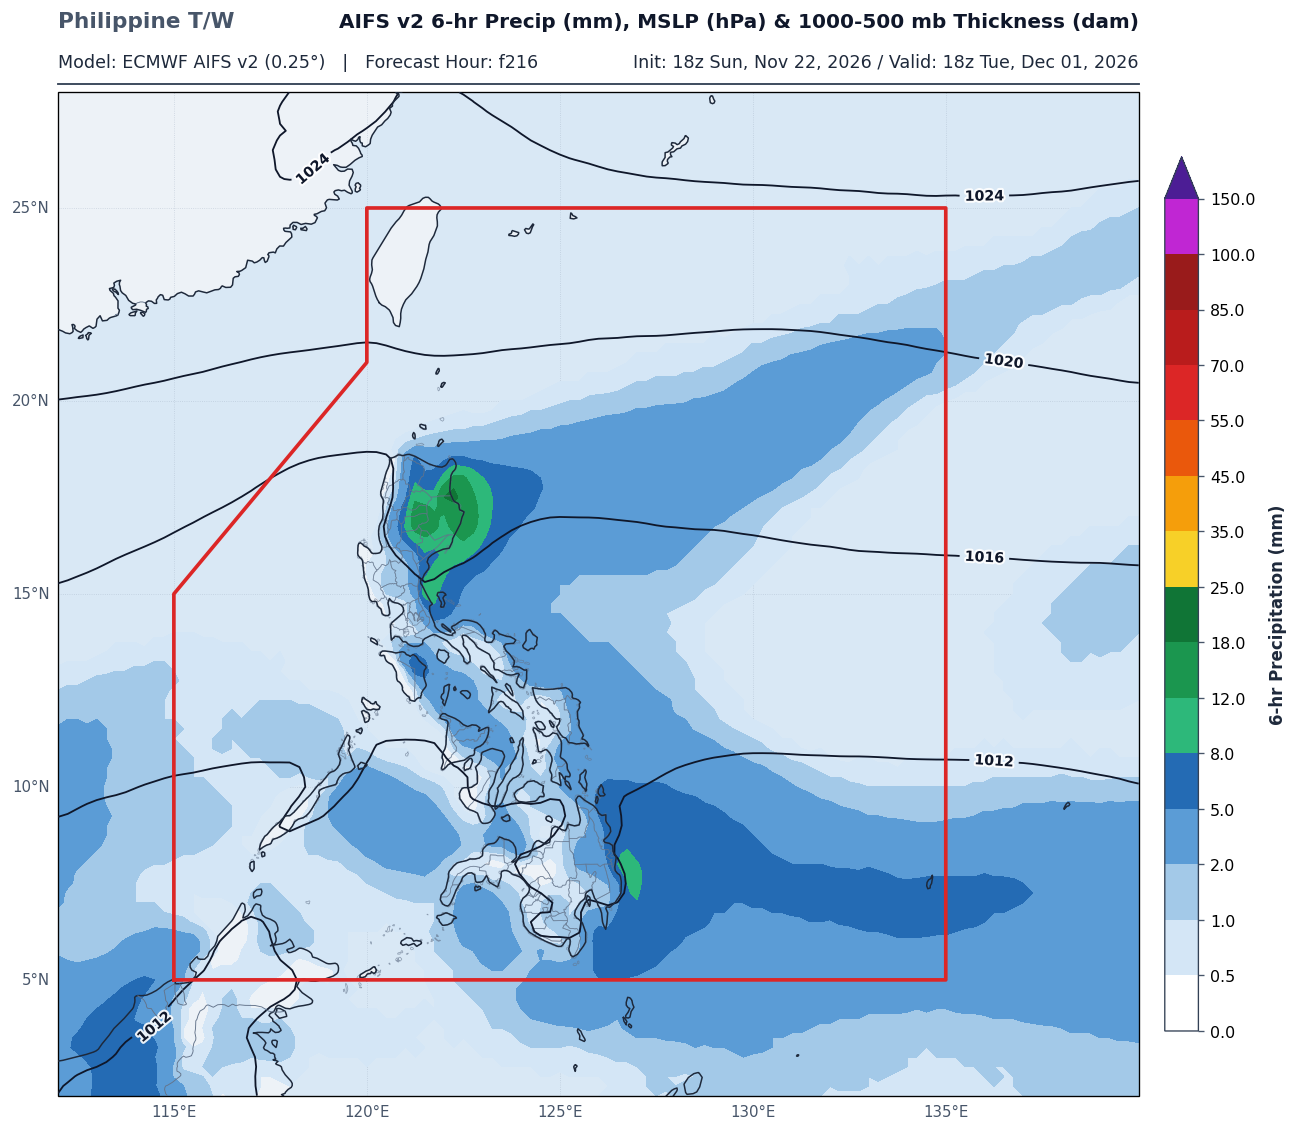 Philippine T/W
AIFS v2 6-hr Precip (mm), MSLP (hPa) & 1000-500 mb Thickness (dam)
Model: ECMWF AIFS v2 (0.25°) | Forecast Hour: f216
Init: 18z Sun, Nov 22, 2026 / Valid: 18z Tue, Dec 01, 2026
1024
1024
1020
1016
1012
1012
25°N
20°N
15°N
10°N
5°N
115°E
120°E
125°E
130°E
135°E
150.0
100.0
85.0
70.0
55.0
45.0
35.0
25.0
18.0
12.0
8.0
5.0
2.0
1.0
0.5
0.0
6-hr Precipitation (mm)